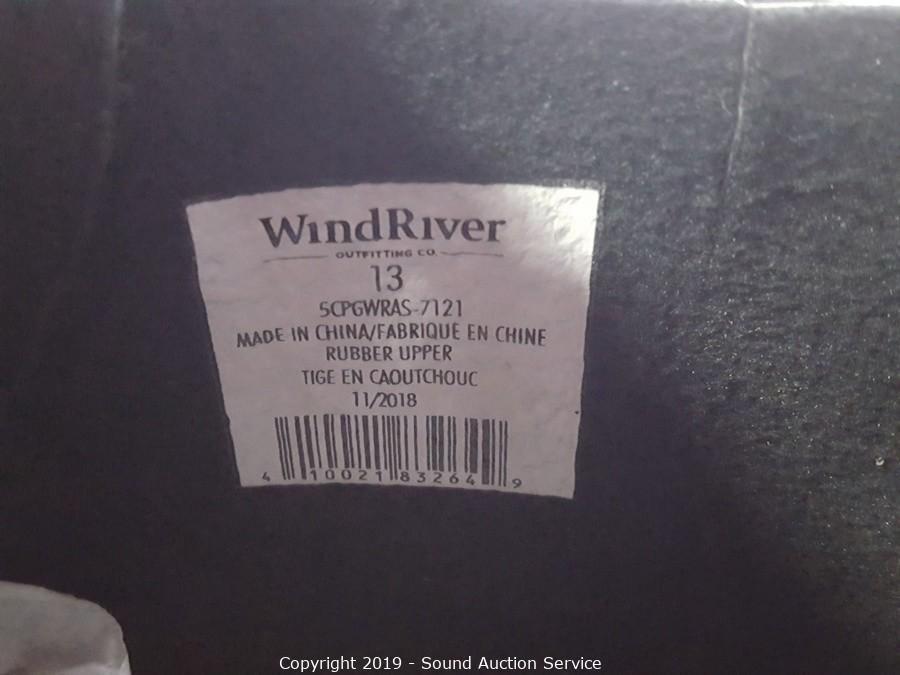 WindRiver
OUTFITTING CO.
13
5CPGWRAS-7121
MADE IN CHINA/FABRIQUE EN CHINE
RUBBER UPPER
TIGE EN CAOUTCHOUC
11/2018
4 10021 83264 9
Copyright 2019 - Sound Auction Service